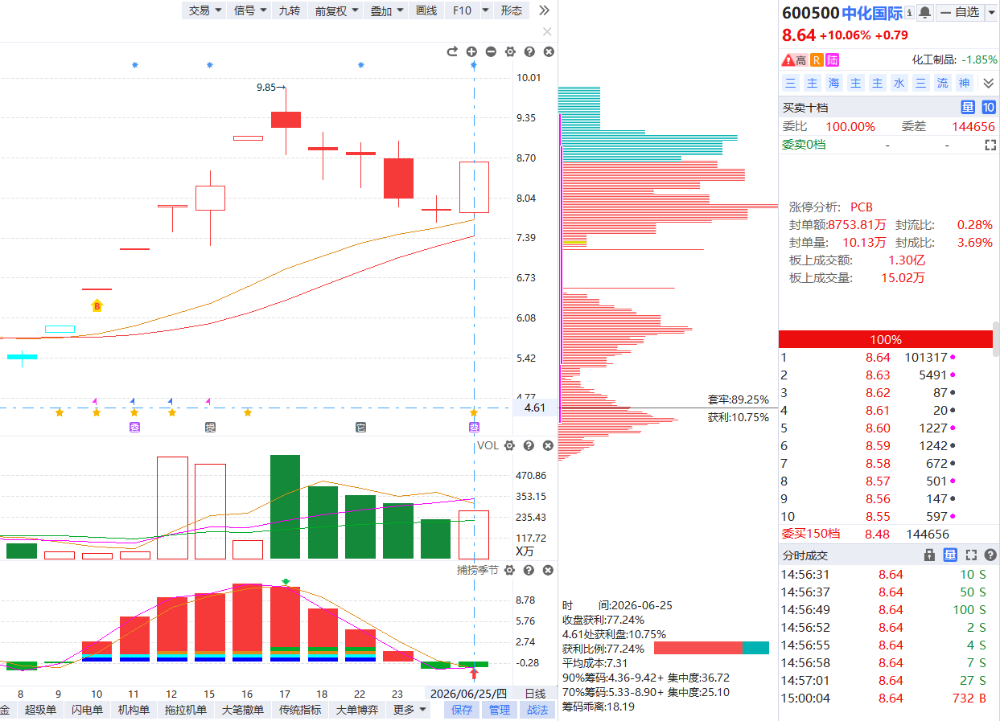 交易 信号 九转 前复权 叠加 画线 F10 形态
600500 中化国际 自选
8.64 +10.06% +0.79
高 R 陆 化工制品: -1.85%
三 主 海 主 主 水 三 流 神
买卖十档 量 10
委比 100.00% 委差 144656
委卖0档 - -
涨停分析: PCB
封单额:8753.81万 封流比: 0.28%
封单量: 10.13万 封成比: 3.69%
板上成交额: 1.30亿
板上成交量: 15.02万
100%
1 8.64 101317
2 8.63 5491
3 8.62 87
4 8.61 20
5 8.60 1227
6 8.59 1242
7 8.58 672
8 8.57 501
9 8.56 147
10 8.55 597
委买150档 8.48 144656
分时成交 量
14:56:31 8.64 10 S
14:56:37 8.64 50 S
14:56:49 8.64 100 S
14:56:52 8.64 2 S
14:56:55 8.64 4 S
14:56:58 8.64 7 S
14:57:01 8.64 27 S
15:00:04 8.64 732 B
9.85→
10.01
9.35
8.70
8.04
7.39
6.73
6.08
5.42
4.77
4.61
B
提
它
VOL
470.86
353.15
235.43
117.72
X万
捕捞季节
8.78
5.76
2.74
-0.28
8 9 10 11 12 15 16 17 18 22 23 2026/06/25/四 日线
金 超级单 闪电单 机构单 拖拉机单 大笔撤单 传统指标 大单博弈 更多 保存 管理 战法
套牢:89.25%
获利:10.75%
时 间:2026-06-25
收盘获利:77.24%
4.61处获利盘:10.75%
获利比例:77.24%
平均成本:7.31
90%筹码:4.36-9.42+ 集中度:36.72
70%筹码:5.33-8.90+ 集中度:25.10
筹码乖离:18.19